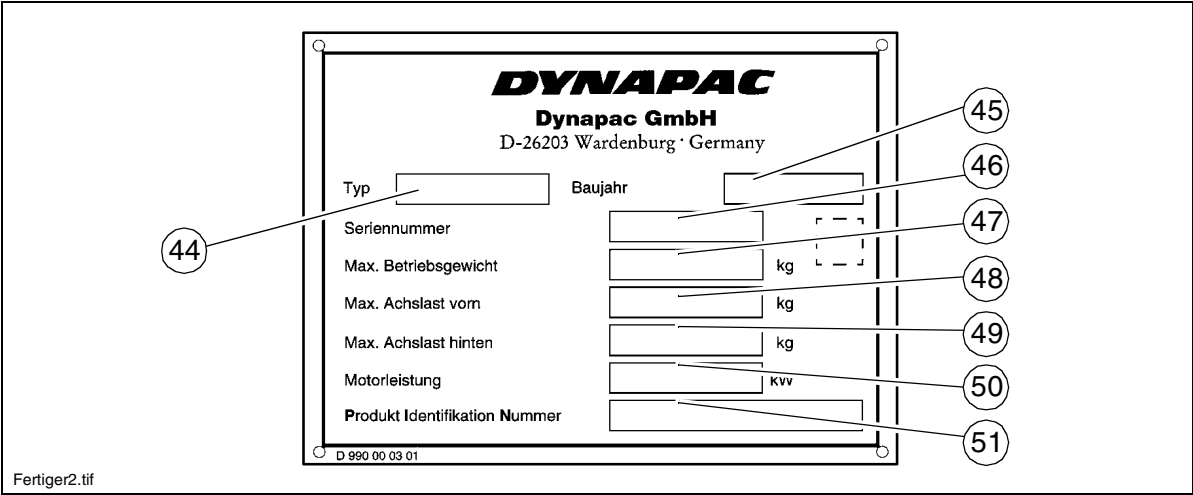 DYNAPAC
Dynapac GmbH
D-26203 Wardenburg · Germany
Typ Baujahr 45
44 Seriennummer 46
Max. Betriebsgewicht kg 47
Max. Achslast vorn kg 48
Max. Achslast hinten kg 49
Motorleistung kW 50
Produkt Identifikation Nummer 51
D 990 00 03 01
Fertiger2.tif